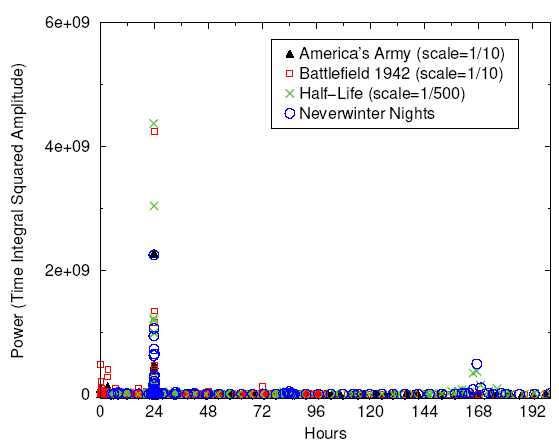 6e+09
America's Army (scale=1/10)
Battlefield 1942 (scale=1/10)
Half-Life (scale=1/500)
Neverwinter Nights
4e+09
2e+09
0
Power (Time Integral Squared Amplitude)
0 24 48 72 96 120 144 168 192
Hours